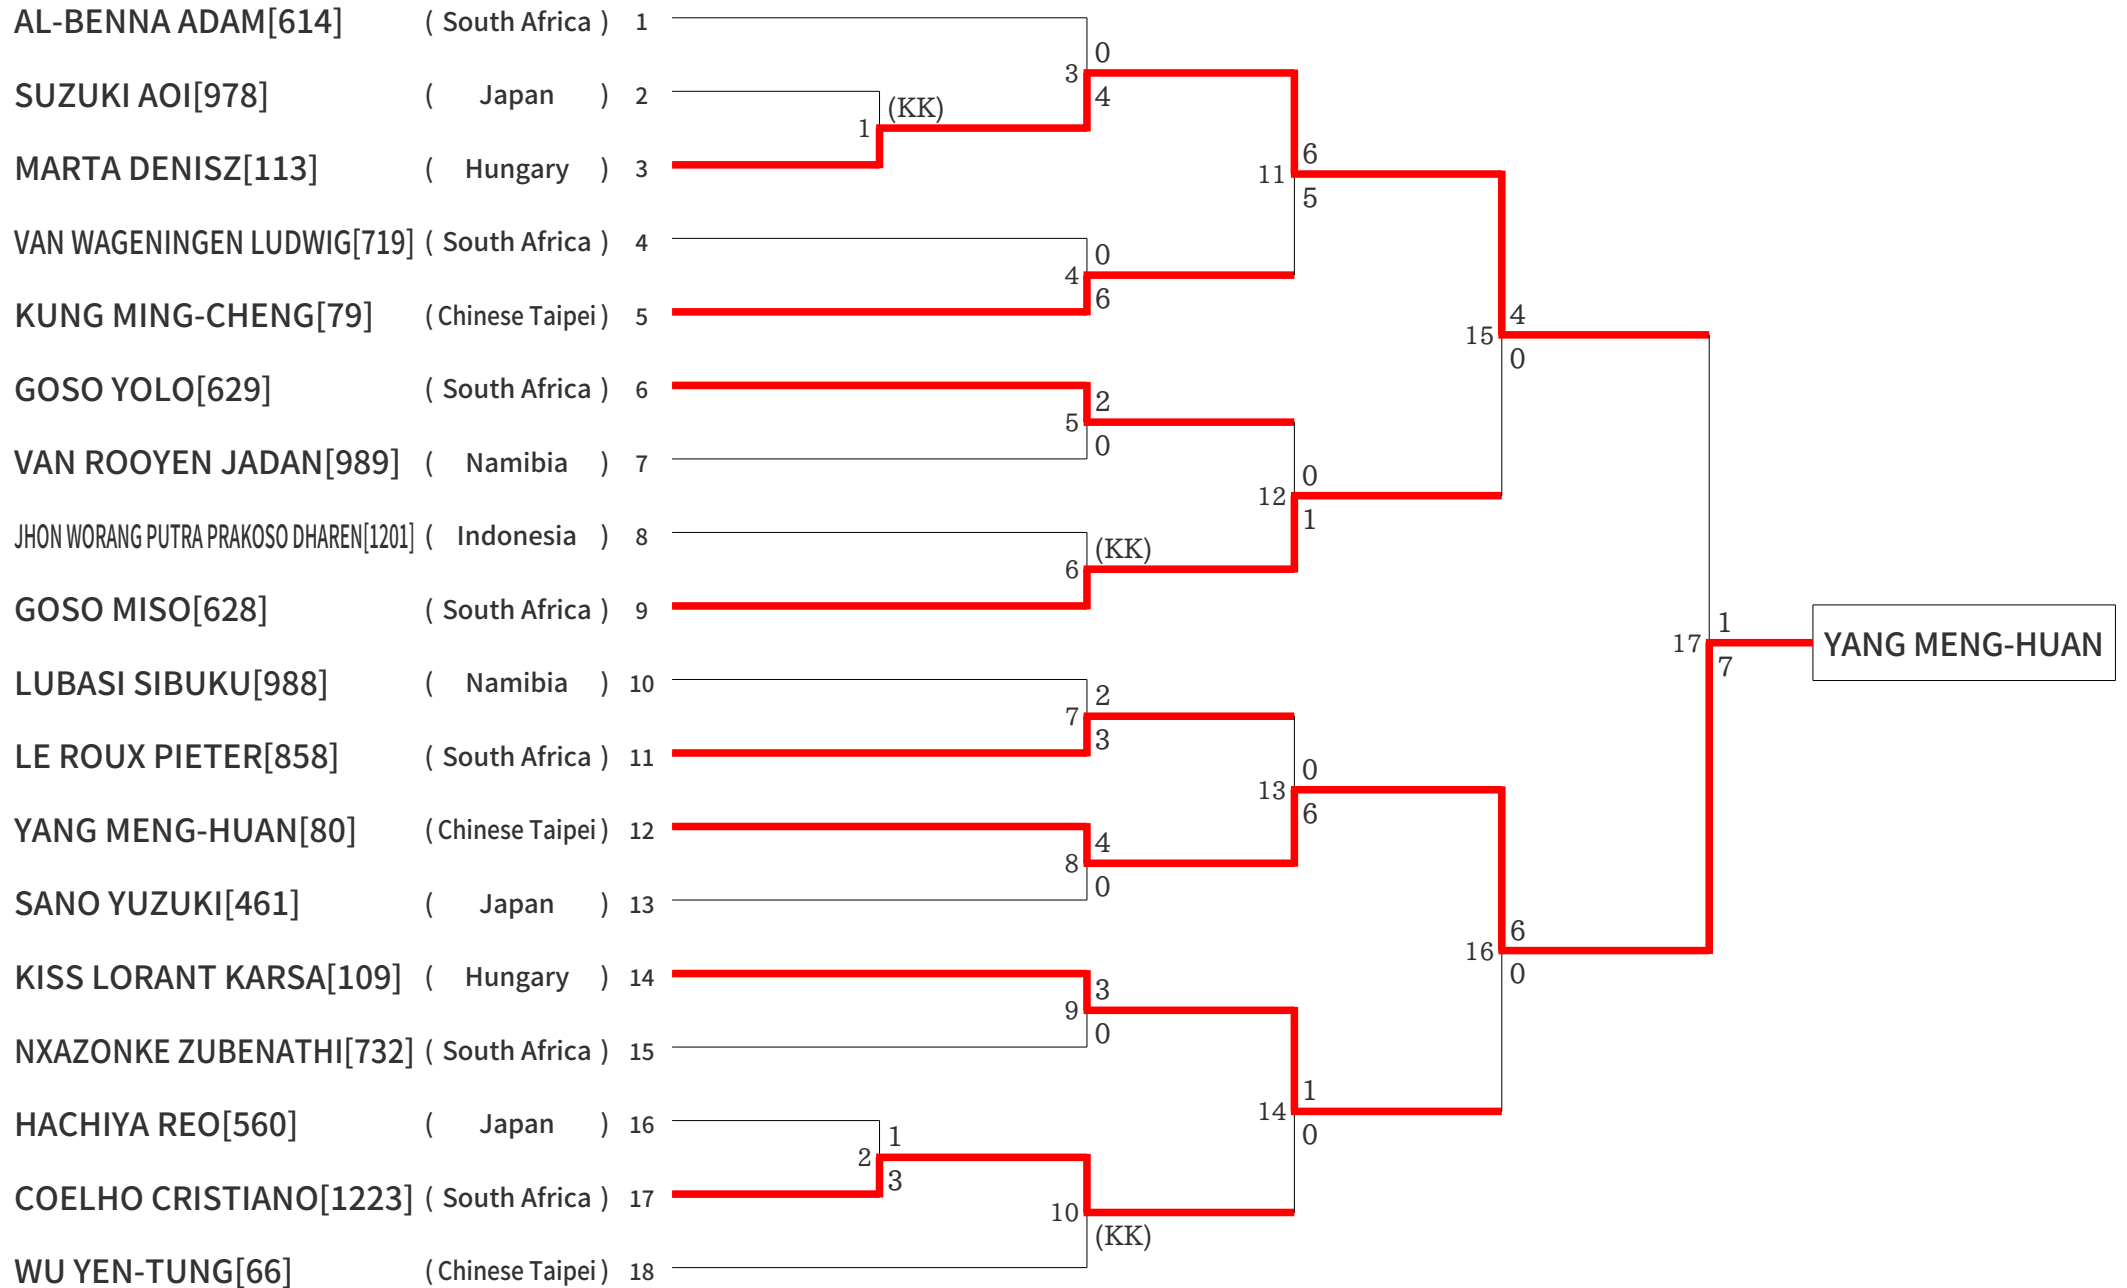 AL-BENNA ADAM[614] ( South Africa ) 1
0
3
4
SUZUKI AOI[978] ( Japan ) 2
(KK)
1
MARTA DENISZ[113] ( Hungary ) 3
6
11
5
VAN WAGENINGEN LUDWIG[719] ( South Africa ) 4
0
4
6
KUNG MING-CHENG[79] ( Chinese Taipei ) 5
4
15
0
GOSO YOLO[629] ( South Africa ) 6
2
5
0
VAN ROOYEN JADAN[989] ( Namibia ) 7
0
12
1
JHON WORANG PUTRA PRAKOSO DHAREN[1201] ( Indonesia ) 8
(KK)
6
GOSO MISO[628] ( South Africa ) 9
1
17
7
YANG MENG-HUAN
LUBASI SIBUKU[988] ( Namibia ) 10
2
7
3
LE ROUX PIETER[858] ( South Africa ) 11
0
13
6
YANG MENG-HUAN[80] ( Chinese Taipei ) 12
4
8
0
SANO YUZUKI[461] ( Japan ) 13
6
16
0
KISS LORANT KARSA[109] ( Hungary ) 14
3
9
0
NXAZONKE ZUBENATHI[732] ( South Africa ) 15
1
14
0
HACHIYA REO[560] ( Japan ) 16
1
2
3
COELHO CRISTIANO[1223] ( South Africa ) 17
10
(KK)
WU YEN-TUNG[66] ( Chinese Taipei ) 18